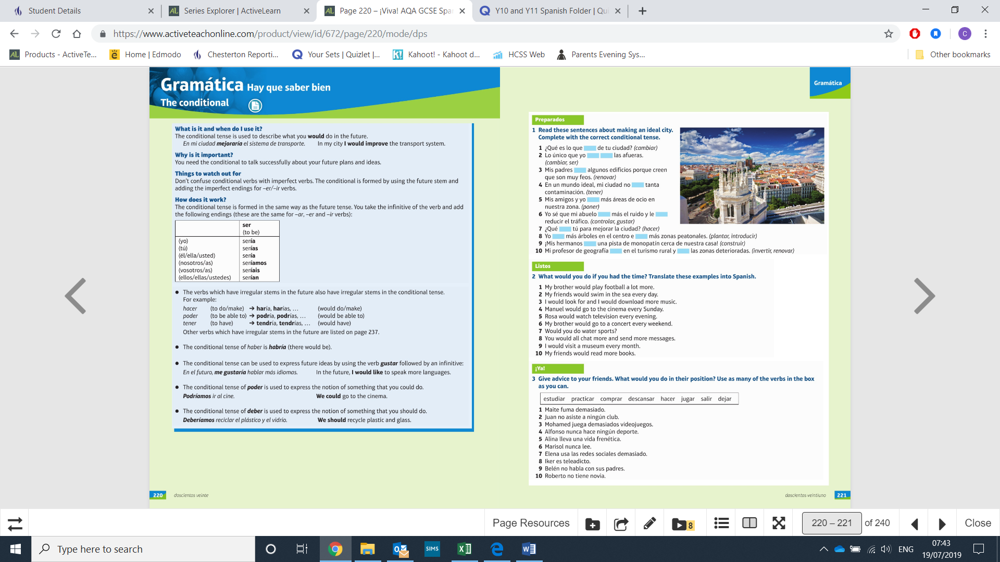 Student Details
Series Explorer | ActiveLearn
Page 220 – ¡Viva! AQA GCSE Spa
Y10 and Y11 Spanish Folder | Qui
https://www.activeteachonline.com/product/view/id/672/page/220/mode/dps
C
Products - ActiveTe...
Home | Edmodo
Chesterton Reporti...
Your Sets | Quizlet |...
Kahoot! - Kahoot d...
HCSS Web
Parents Evening Sys...
Other bookmarks
Gramática Hay que saber bien
The conditional
What is it and when do I use it?
The conditional tense is used to describe what you would do in the future.
En mi ciudad mejoraría el sistema de transporte. In my city I would improve the transport system.
Why is it important?
You need the conditional to talk successfully about your future plans and ideas.
Things to watch out for
Don't confuse conditional verbs with imperfect verbs. The conditional is formed by using the future stem and
adding the imperfect endings for –er/–ir verbs.
How does it work?
The conditional tense is formed in the same way as the future tense. You take the infinitive of the verb and add
the following endings (these are the same for –ar, –er and –ir verbs):
ser
(to be)
(yo) sería
(tú) serías
(él/ella/usted) sería
(nosotros/as) seríamos
(vosotros/as) seríais
(ellos/ellas/ustedes) serían
• The verbs which have irregular stems in the future also have irregular stems in the conditional tense.
For example:
hacer (to do/make) → haría, harías, ... (would do/make)
poder (to be able to) → podría, podrías, ... (would be able to)
tener (to have) → tendría, tendrías, ... (would have)
Other verbs which have irregular stems in the future are listed on page 237.
• The conditional tense of haber is habría (there would be).
• The conditional tense can be used to express future ideas by using the verb gustar followed by an infinitive:
En el futuro, me gustaría hablar más idiomas. In the future, I would like to speak more languages.
• The conditional tense of poder is used to express the notion of something that you could do.
Podríamos ir al cine. We could go to the cinema.
• The conditional tense of deber is used to express the notion of something that you should do.
Deberíamos reciclar el plástico y el vidrio. We should recycle plastic and glass.
220 doscientos veinte
Gramática
Preparados
1 Read these sentences about making an ideal city.
Complete with the correct conditional tense.
1 ¿Qué es lo que de tu ciudad? (cambiar)
2 Lo único que yo las afueras.
(cambiar, ser)
3 Mis padres algunos edificios porque creen
que son muy feos. (renovar)
4 En un mundo ideal, mi ciudad no tanta
contaminación. (tener)
5 Mis amigos y yo más áreas de ocio en
nuestra zona. (poner)
6 Yo sé que mi abuelo más el ruido y le
reducir el tráfico. (controlar, gustar)
7 ¿Qué tú para mejorar la ciudad? (hacer)
8 Yo más árboles en el centro e más zonas peatonales. (plantar, introducir)
9 ¡Mis hermanos una pista de monopatín cerca de nuestra casa! (construir)
10 Mi profesor de geografía en el turismo rural y las zonas deterioradas. (invertir, renovar)
Listos
2 What would you do if you had the time? Translate these examples into Spanish.
1 My brother would play football a lot more.
2 My friends would swim in the sea every day.
3 I would look for and I would download more music.
4 Manuel would go to the cinema every Sunday.
5 Rosa would watch television every evening.
6 My brother would go to a concert every weekend.
7 Would you do water sports?
8 You would all chat more and send more messages.
9 I would visit a museum every month.
10 My friends would read more books.
¡Ya!
3 Give advice to your friends. What would you do in their position? Use as many of the verbs in the box
as you can.
estudiar practicar comprar descansar hacer jugar salir dejar
1 Maite fuma demasiado.
2 Juan no asiste a ningún club.
3 Mohamed juega demasiados videojuegos.
4 Alfonso nunca hace ningún deporte.
5 Alina lleva una vida frenética.
6 Marisol nunca lee.
7 Elena usa las redes sociales demasiado.
8 Iker es teleadicto.
9 Belén no habla con sus padres.
10 Roberto no tiene novia.
doscientos veintiuno 221
Page Resources
8
220 – 221 of 240
Close
Type here to search
SIMS
ENG
07:43
19/07/2019